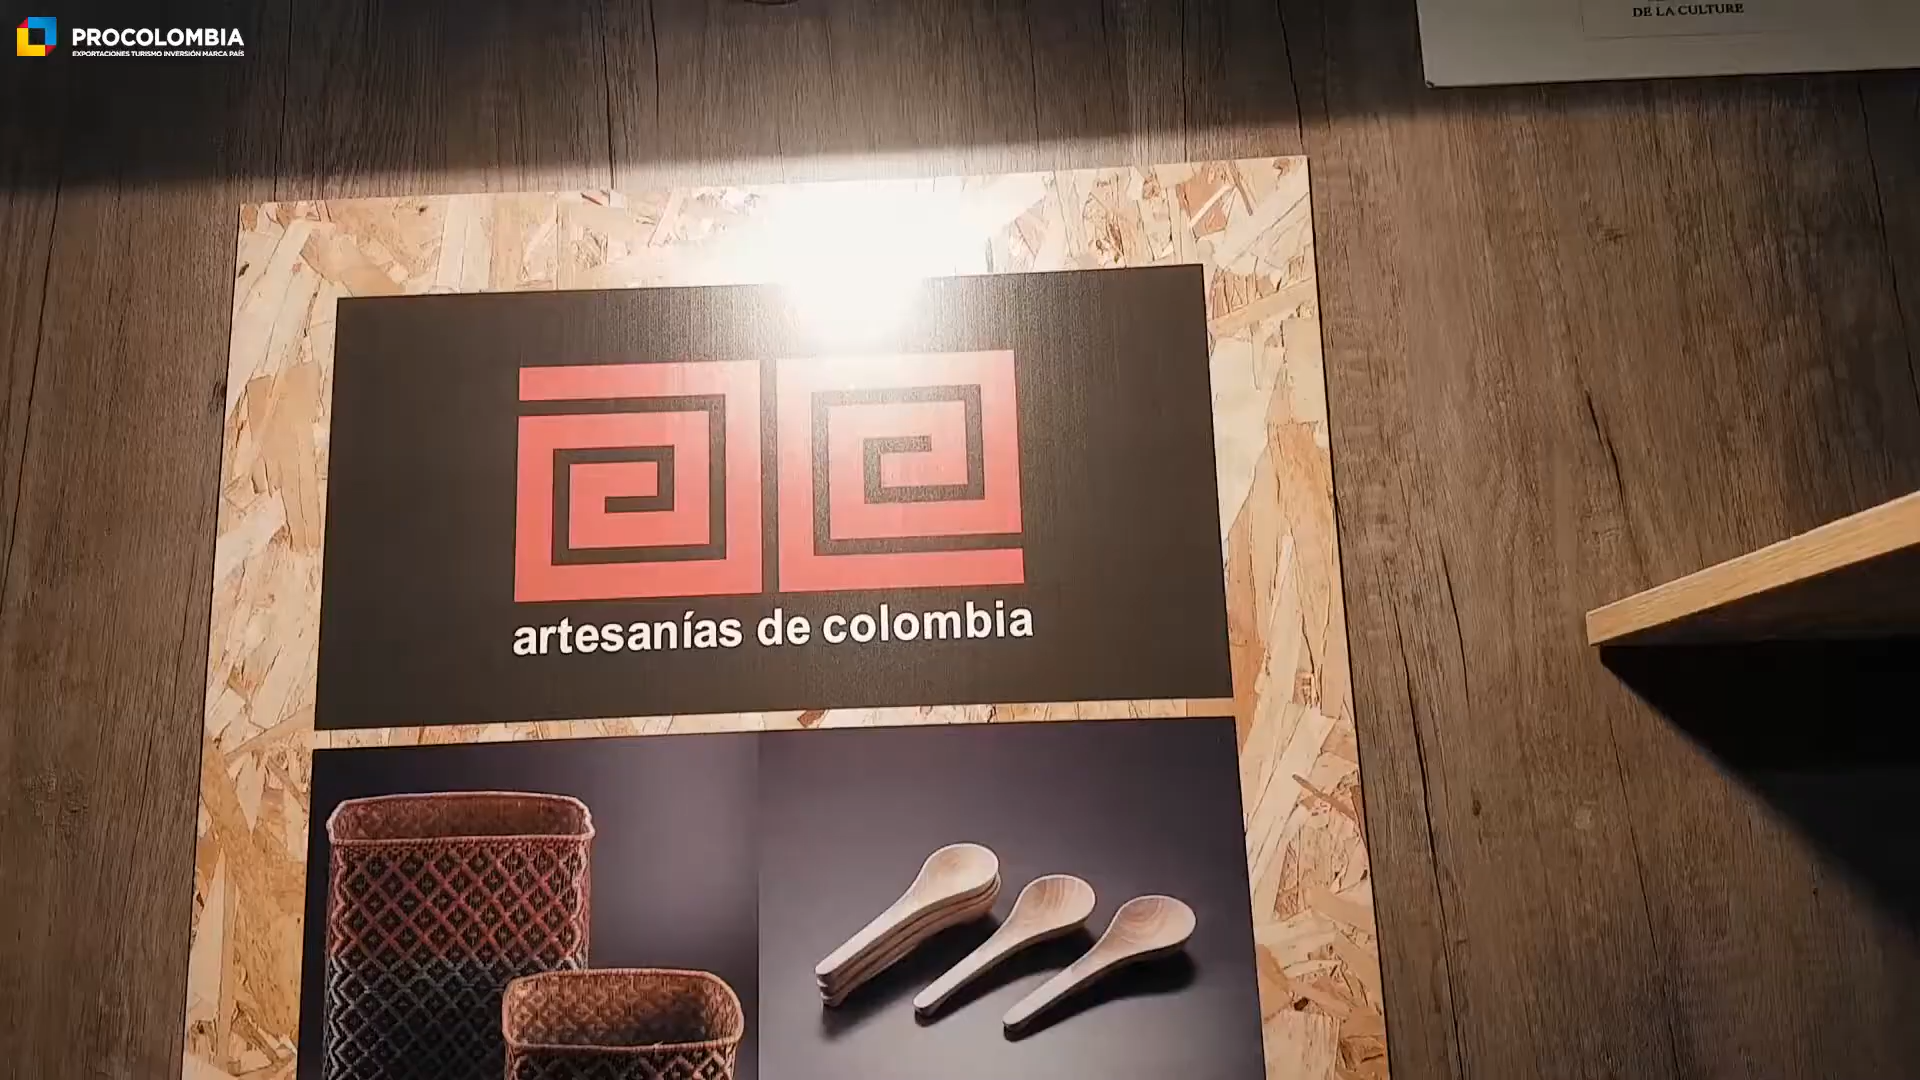 PROCOLOMBIA
EXPORTACIONES TURISMO INVERSIÓN MARCA PAÍS
DE LA CULTURE
artesanías de colombia